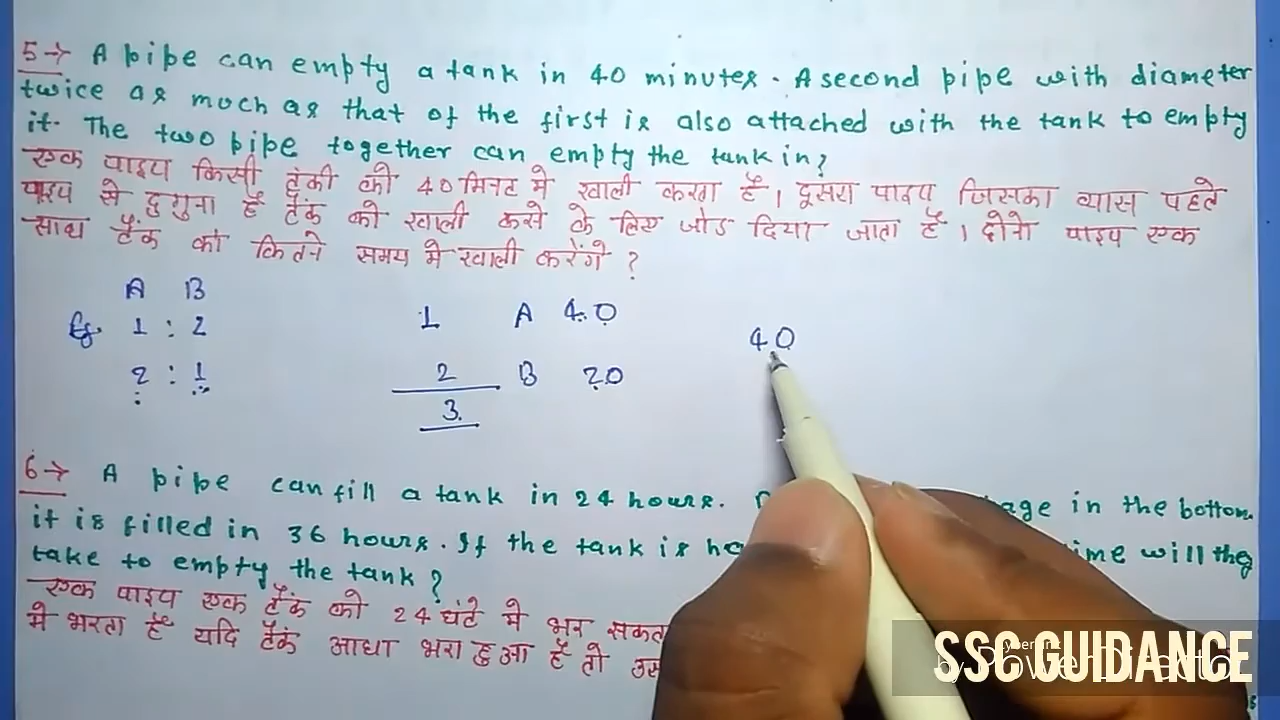 5→ A pipe can empty a tank in 40 minutes. A second pipe with diameter
twice as much as that of the first is also attached with the tank to empty
it. The two pipe together can empty the tank in?
एक पाइप किसी टंकी को 40 मिनट मे खाली करता है। दुसरा पाइप जिसका व्यास पहले
पाइप से दुगुना है टैंक को खाली करने के लिए जोड दिया जाता है। दोनो पाइप एक
साथ टैंक को कितने समय मे खाली करेंगे ?
A B
1 : 2
2 : 1
1 A 40
2 B 20
3
40
6→ A pipe can fill a tank in 24 hours. age in the bottom
it is filled in 36 hours. If the tank is ha ime will they
take to empty the tank?
एक पाइप एक टैंक को 24 घंटे मे भर सकता
मे भरता है यदि टैंक आधा भरा हुआ है तो उस
SSC GUIDANCE
by PowerDirector